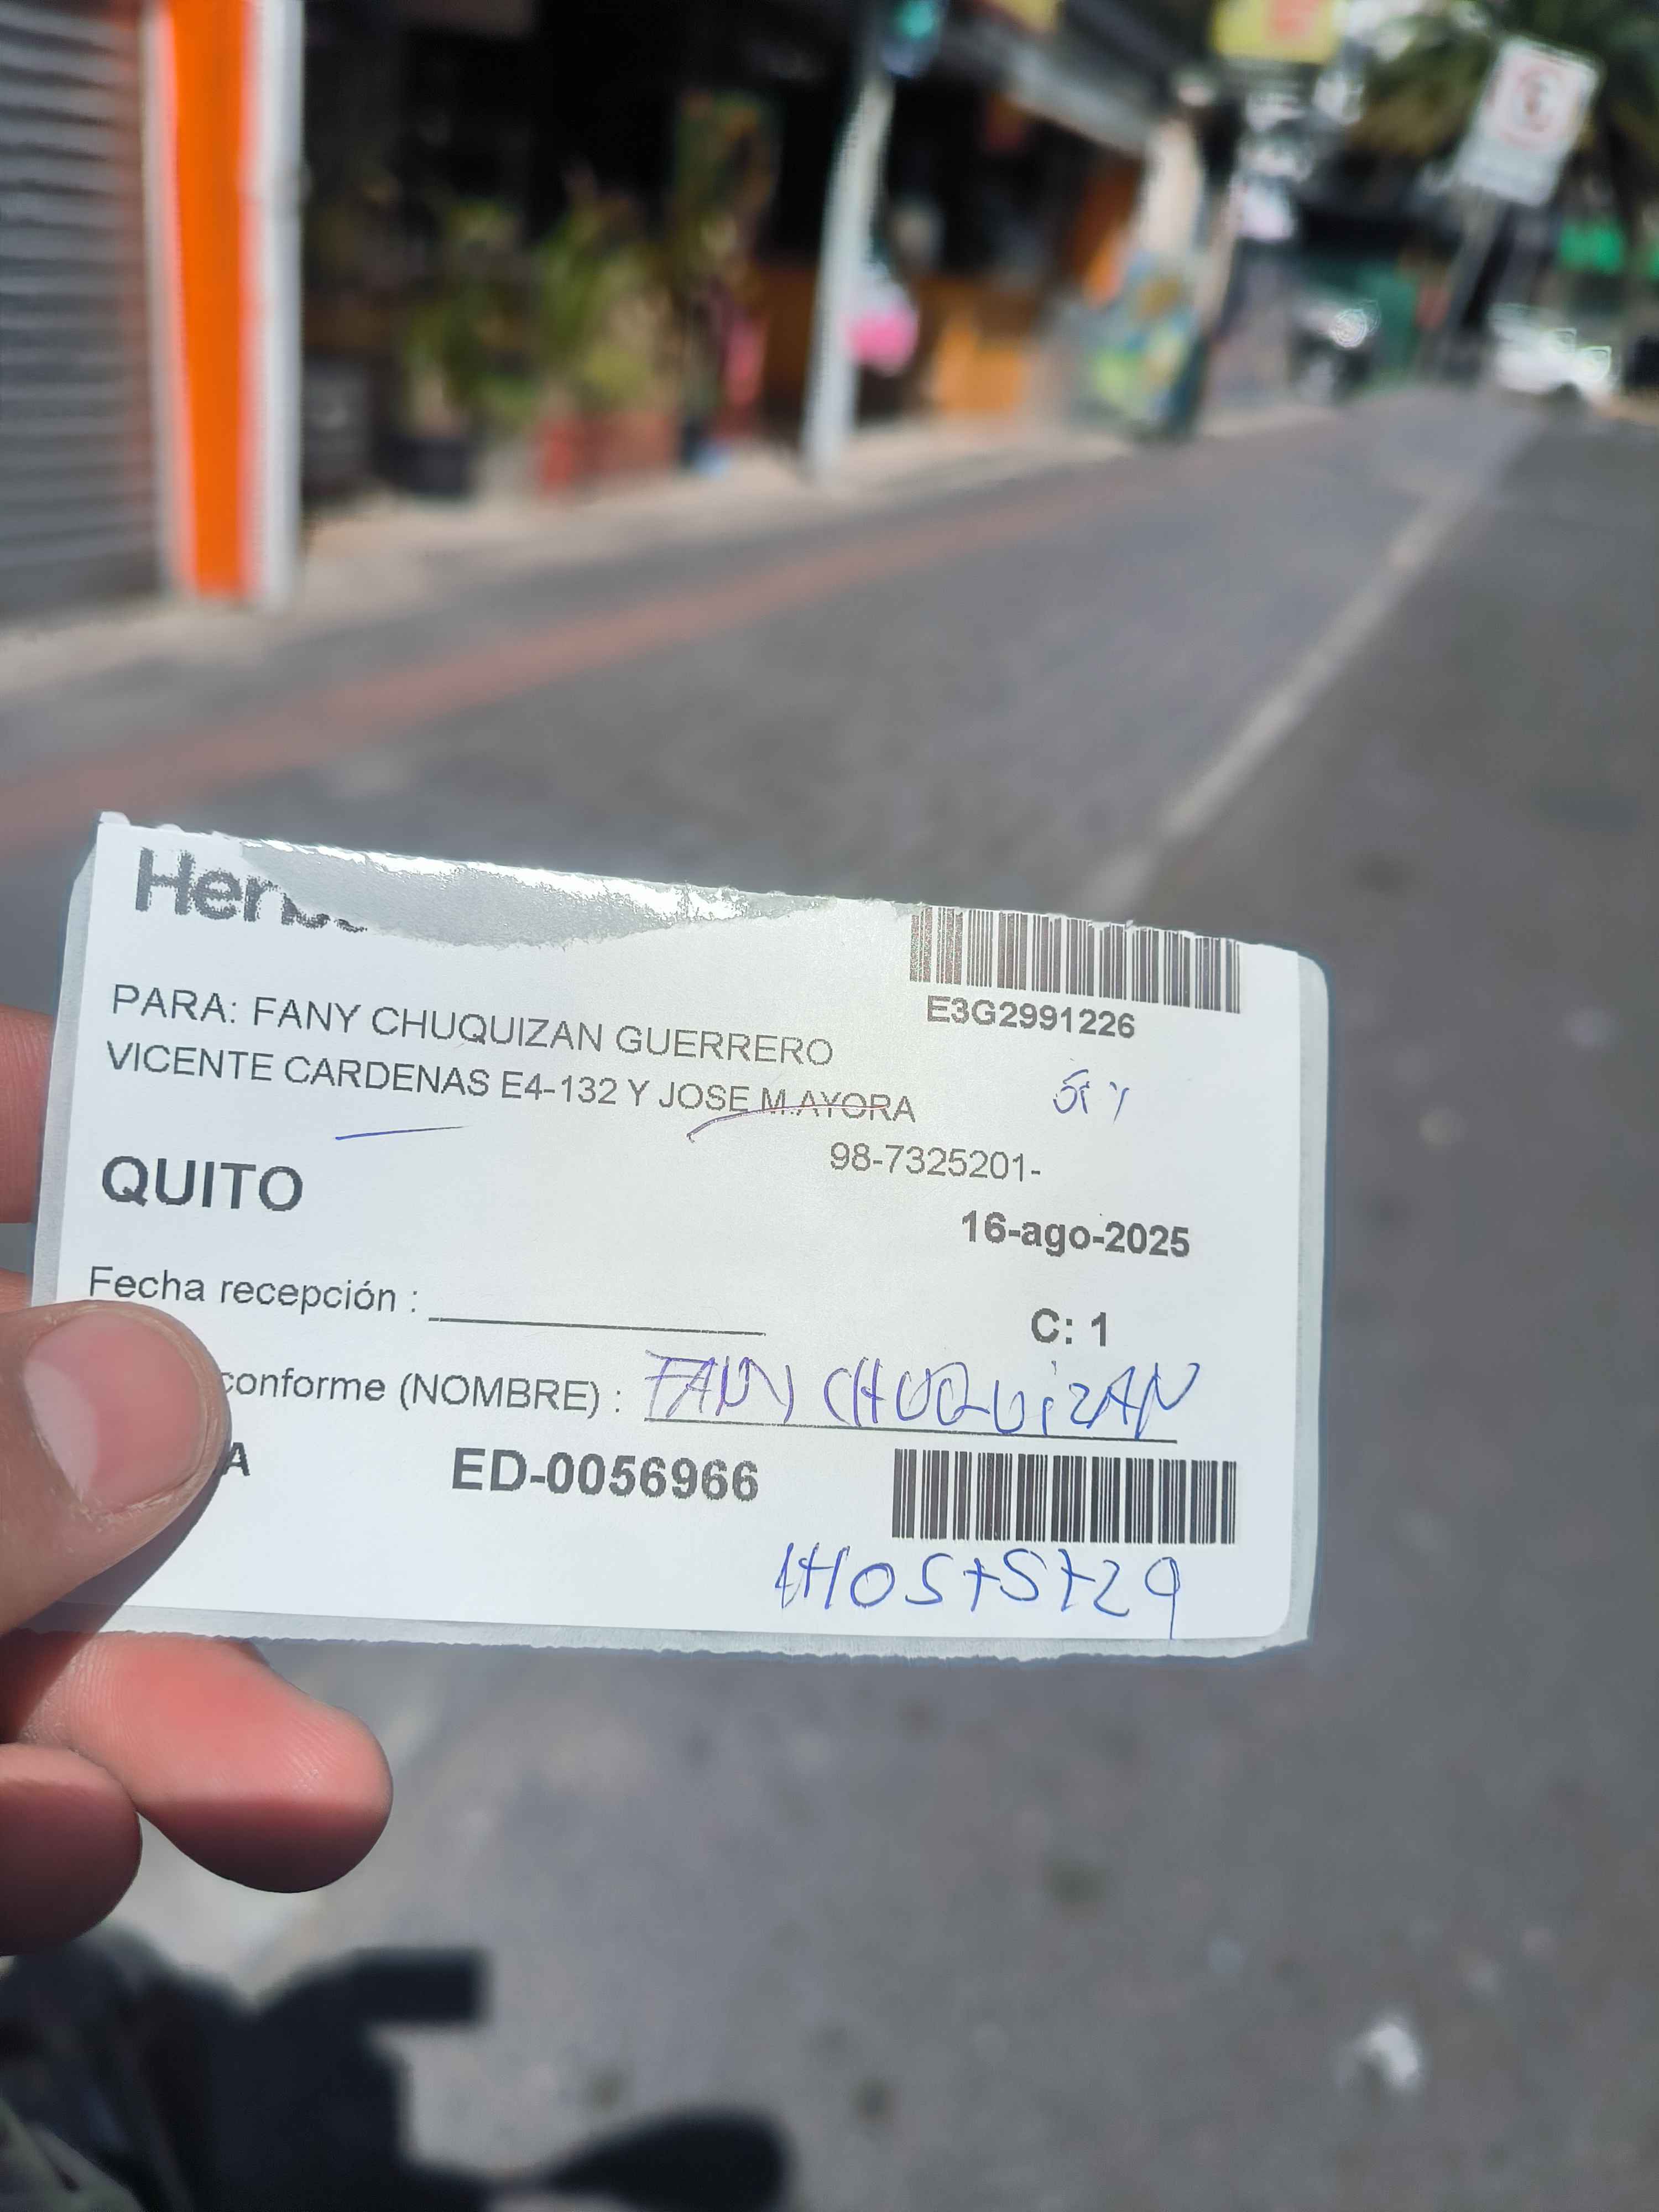 PARA: FANY CHUQUIZAN GUERRERO
VICENTE CARDENAS E4-132 Y JOSE M.AYORA
E3G2991226
98-7325201-
QUITO
16-ago-2025
Fecha recepción :
C: 1
conforme (NOMBRE) : FANY CHUQUIZAN
A
ED-0056966